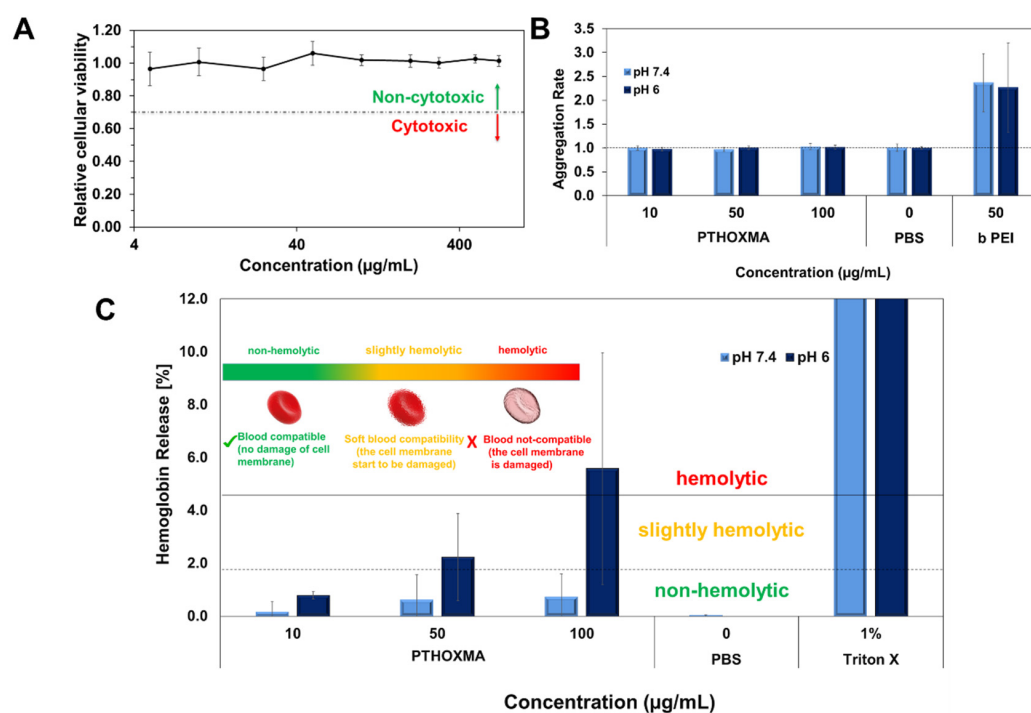 A
Relative cellular viability
1.20
1.00
0.80
0.60
0.40
0.20
0.00
Non-cytotoxic
Cytotoxic
4
40
400
Concentration (µg/mL)
B
Aggregation Rate
3.5
3.0
2.5
2.0
1.5
1.0
0.5
0.0
pH 7.4
pH 6
10
50
100
0
50
PTHOXMA
PBS
b PEI
Concentration (µg/mL)
C
Hemoglobin Release [%]
12.0
10.0
8.0
6.0
4.0
2.0
0.0
non-hemolytic
slightly hemolytic
hemolytic
Blood compatible
(no damage of cell
membrane)
Soft blood compatibility
(the cell membrane
start to be damaged)
X
Blood not-compatible
(the cell membrane
is damaged)
pH 7.4
pH 6
hemolytic
slightly hemolytic
non-hemolytic
10
50
100
0
1%
PTHOXMA
PBS
Triton X
Concentration (µg/mL)